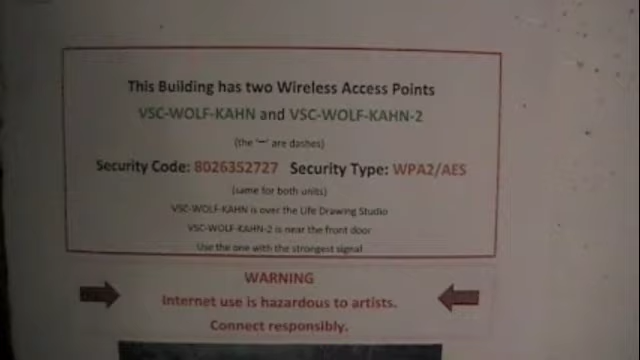 This Building has two Wireless Access Points
VSC-WOLF-KAHN and VSC-WOLF-KAHN-2
(the "-" are dashes)
Security Code: 8026352727 Security Type: WPA2/AES
(same for both units)
VSC-WOLF-KAHN is over the Life Drawing Studio
VSC-WOLF-KAHN-2 is near the front door
Use the one with the strongest signal
WARNING
Internet use is hazardous to artists.
Connect responsibly.